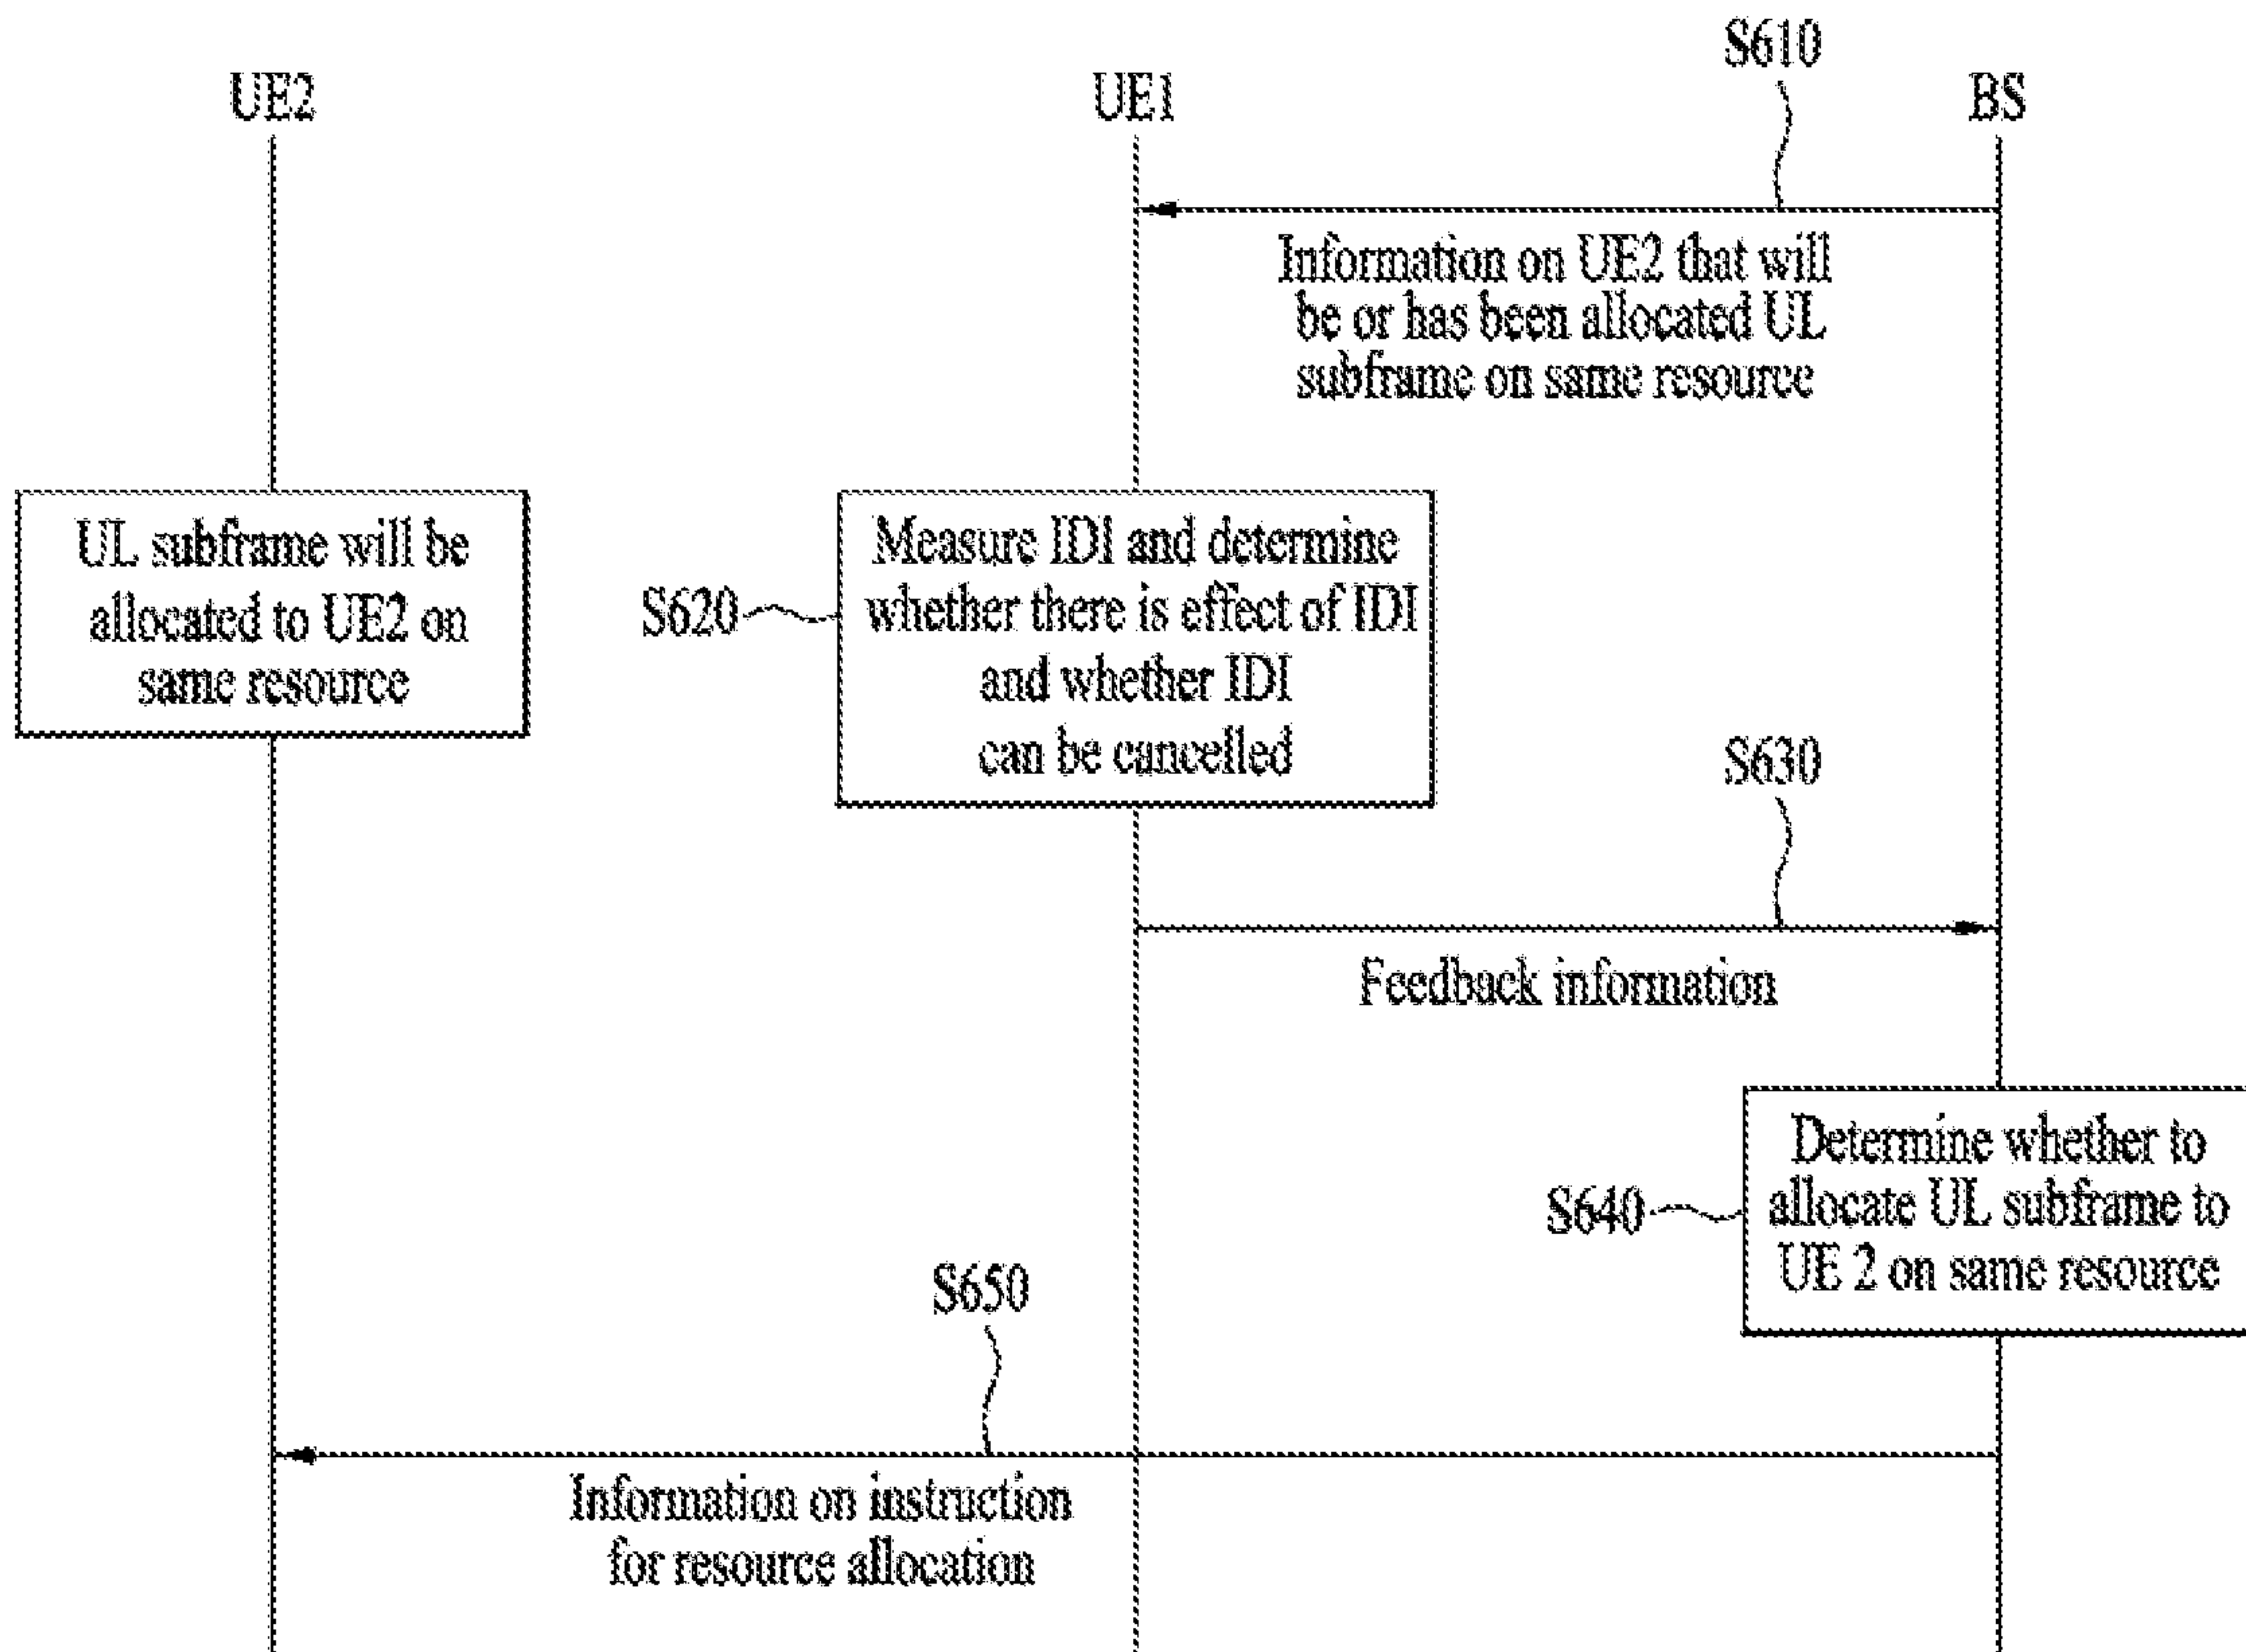 S610
UE2
UE1
BS
Information on UE2 that will
be or has been allocated UL
subframe on same resource
UL subframe will be
allocated to UE2 on
same resource
S620
Measure IDI and determine
whether there is effect of IDI
and whether IDI
can be cancelled
S630
Feedback information
S640
Determine whether to
allocate UL subframe to
UE 2 on same resource
S650
Information on instruction
for resource allocation